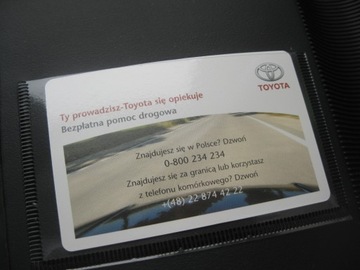 TOYOTA
Ty prowadzisz-Toyota się opiekuje
Bezpłatna pomoc drogowa
Znajdujesz się w Polsce? Dzwoń
0-800 234 234
Znajdujesz się za granicą lub korzystasz
z telefonu komórkowego? Dzwoń
+(48) 22 874 42 22